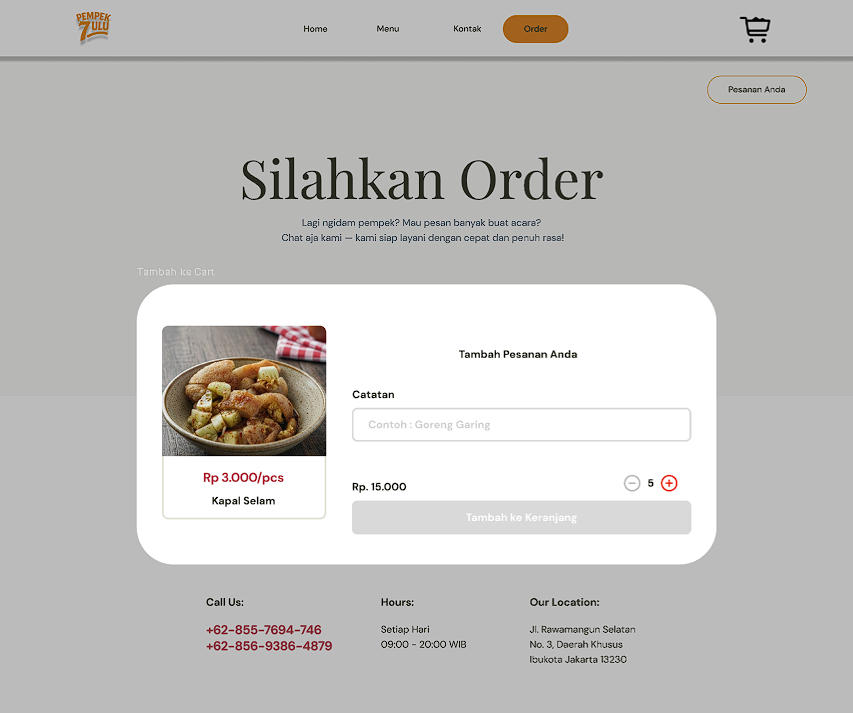 PEMPEK
7 ULU
Home
Menu
Kontak
Order
Pesanan Anda
Silahkan Order
Lagi ngidam pempek? Mau pesan banyak buat acara?
Chat aja kami — kami siap layani dengan cepat dan penuh rasa!
Tambah ke Cart
Tambah Pesanan Anda
Catatan
Contoh : Goreng Garing
Rp 3.000/pcs
Kapal Selam
Rp. 15.000
5
Tambah ke Keranjang
Call Us:
+62-855-7694-746
+62-856-9386-4879
Hours:
Setiap Hari
09:00 - 20:00 WIB
Our Location:
Jl. Rawamangun Selatan
No. 3, Daerah Khusus
Ibukota Jakarta 13230